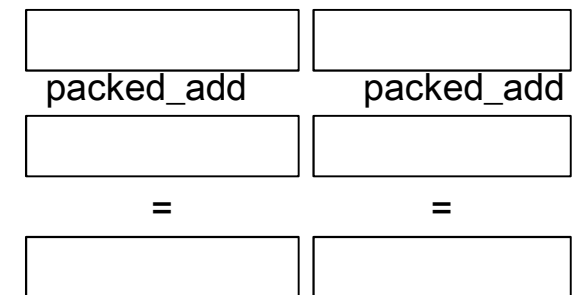 packed_add packed_add
= =